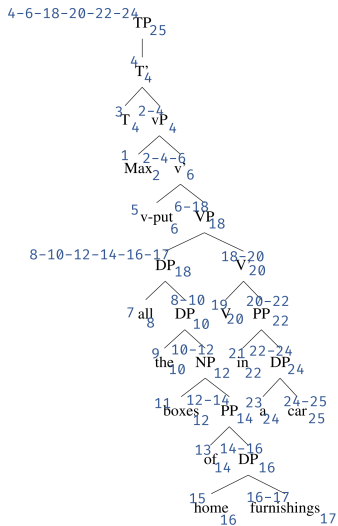 4-6-18-20-22-24 TP 25
4 T' 4
3 T 4 2-4 vP 4
1 Max 2 2-4-6 v' 6
5 v-put 6 6-18 VP 18
8-10-12-14-16-17 DP 18 18-20 V' 20
7 all 8 8-10 DP 10 19 V 20 20-22 PP 22
9 the 10 10-12 NP 12 21 in 22 22-24 DP 24
11 boxes 12 12-14 PP 14 23 a 24 24-25 car 25
13 of 14 14-16 DP 16
15 home 16 16-17 furnishings 17